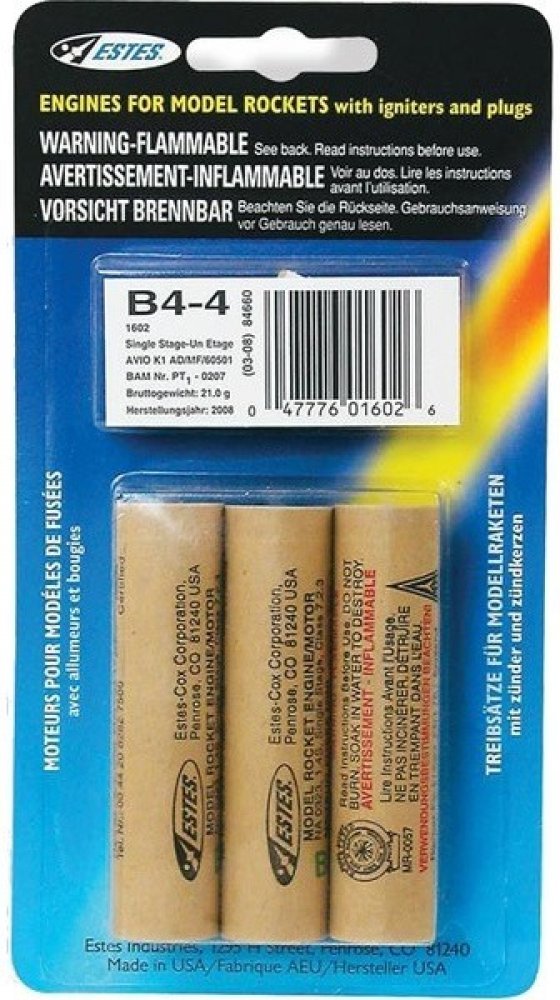 ESTES.
ENGINES FOR MODEL ROCKETS with igniters and plugs
WARNING-FLAMMABLE See back. Read instructions before use.
AVERTISSEMENT-INFLAMMABLE Voir au dos. Lire les instructions
avant l'utilisation.
VORSICHT BRENNBAR Beachten Sie die Rückseite. Gebrauchsanweisung
vor Gebrauch genau lesen.
B4-4
1602
Single Stage-Un Etage
AVIO K1 AD/MF/60501
BAM Nr. PT1 - 0207
Bruttogewicht: 21.0 g
Herstellungsjahr: 2008
(03-08) 84660
0 47776 01602 6
MOTEURS POUR MODÈLES DE FUSÉES
avec allumeurs et bougies
TREIBSÄTZE FÜR MODELLRAKETEN
mit zünder und zündkerzen
Certified
ESTES.
Estes-Cox Corporation,
Penrose, CO 81240 USA
MODEL ROCKET ENGINE/MOTOR
ESTES.
Estes-Cox Corporation,
Penrose, CO 81240 USA
MODEL ROCKET ENGINE/MOTOR
Read Instructions Before Use. DO NOT
BURN. SOAK IN WATER TO DESTROY.
AVERTISSEMENT - INFLAMMABLE
Lire Instructions Avant l'Usage.
NE PAS INCINÉRER. DÉTRUIRE
EN TREMPANT DANS L'EAU.
VERWENDUNGSBESTIMMUNGEN BEACHTEN!
MR-0057
Estes Industries, 1295 H Street, Penrose, CO 81240
Made in USA/Fabrique AEU/Hersteller USA